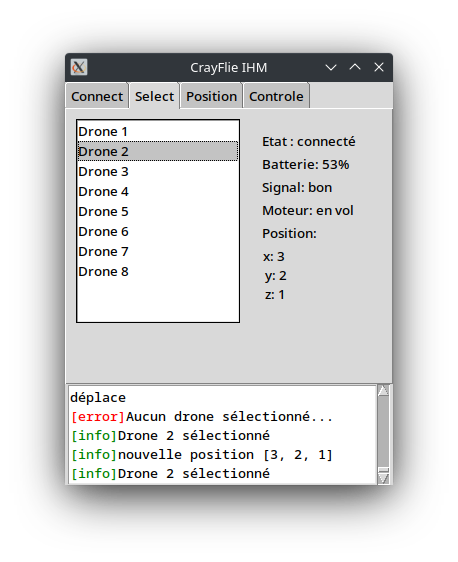 CrayFlie IHM
Connect Select Position Controle
Drone 1
Drone 2
Drone 3
Drone 4
Drone 5
Drone 6
Drone 7
Drone 8
Etat : connecté
Batterie: 53%
Signal: bon
Moteur: en vol
Position:
x: 3
y: 2
z: 1
déplace
[error]Aucun drone sélectionné...
[info]Drone 2 sélectionné
[info]nouvelle position [3, 2, 1]
[info]Drone 2 sélectionné